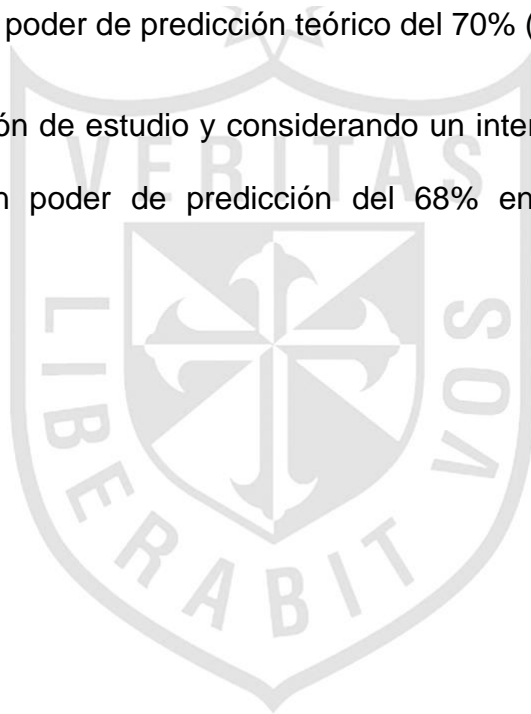 poder de predicción teórico del 70% (
ón de estudio y considerando un inter
n poder de predicción del 68% en
VERITAS
LIBERABIT VOS